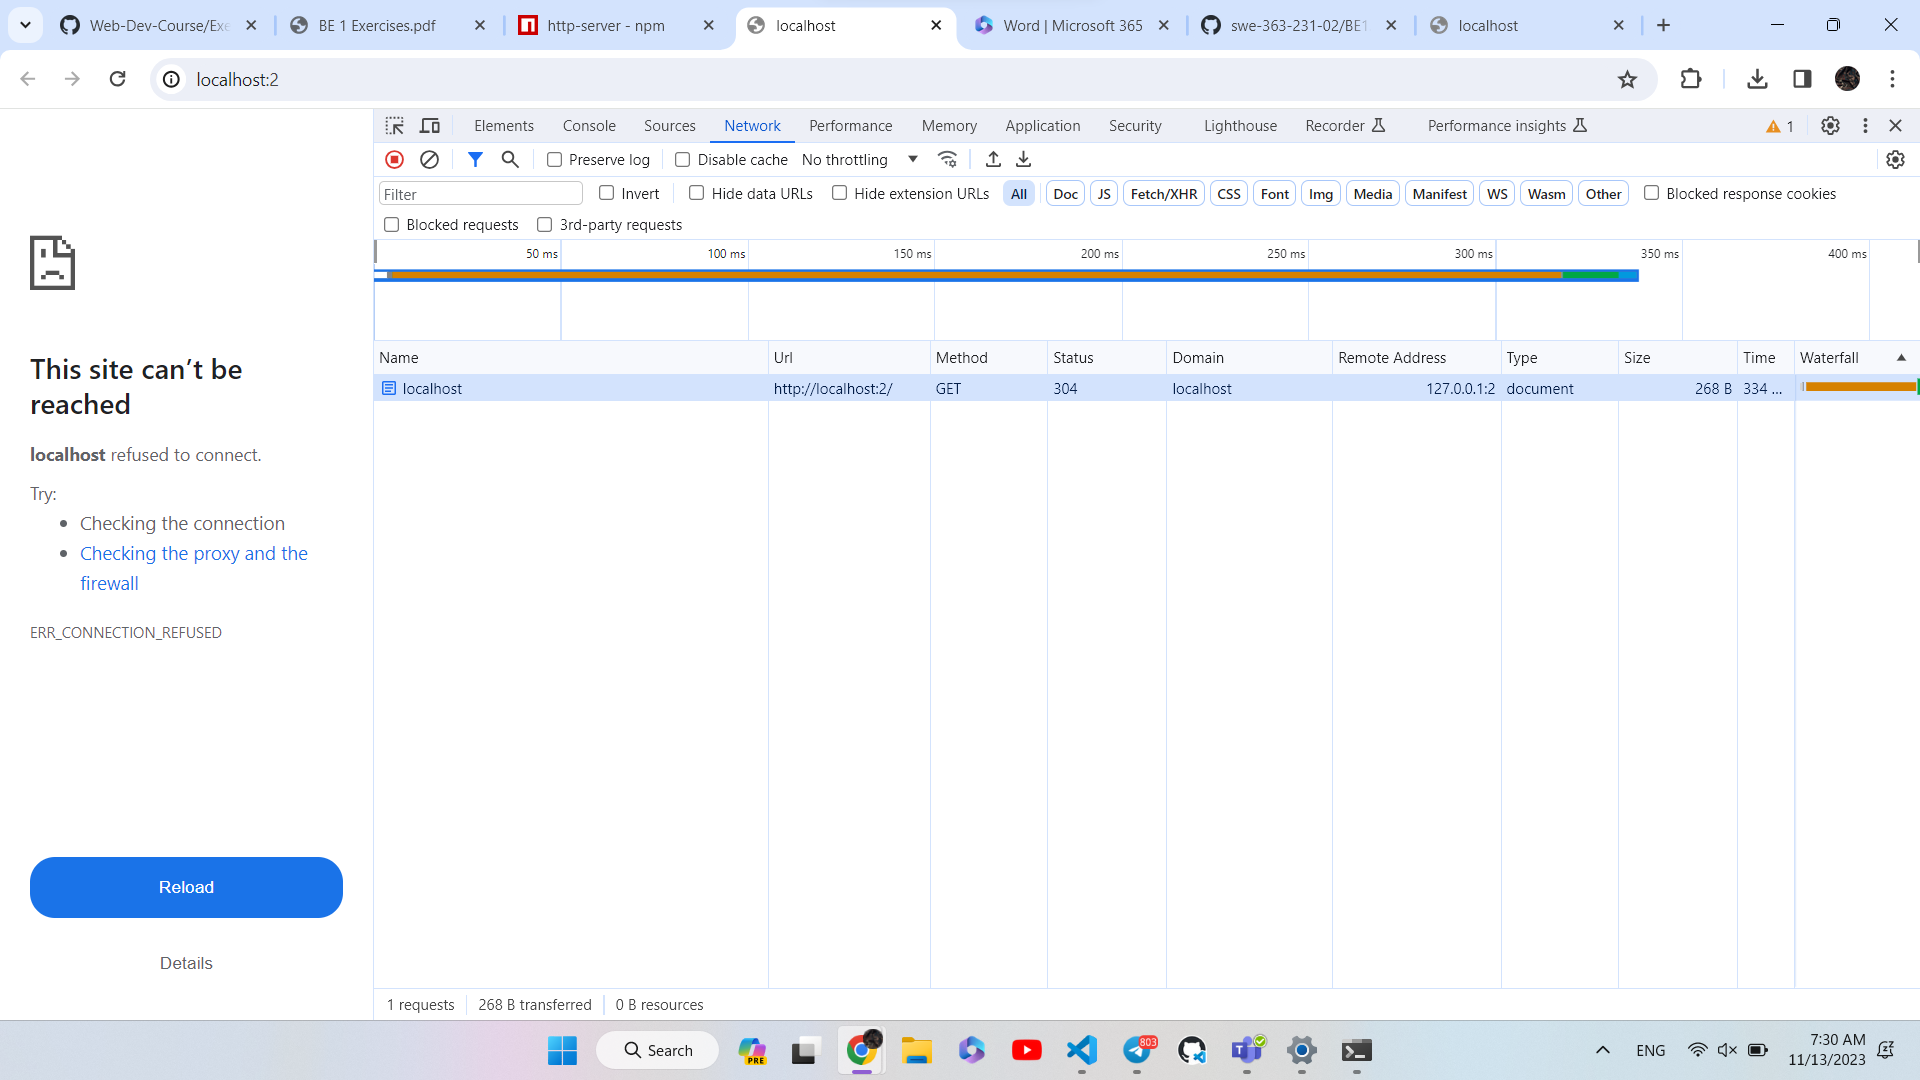 Web-Dev-Course/Exe
BE 1 Exercises.pdf
http-server - npm
localhost
Word | Microsoft 365
swe-363-231-02/BE1
localhost
localhost:2
Elements Console Sources Network Performance Memory Application Security Lighthouse Recorder Performance insights 1
Preserve log Disable cache No throttling
Filter Invert Hide data URLs Hide extension URLs All Doc JS Fetch/XHR CSS Font Img Media Manifest WS Wasm Other Blocked response cookies
Blocked requests 3rd-party requests
50 ms 100 ms 150 ms 200 ms 250 ms 300 ms 350 ms 400 ms
Name Url Method Status Domain Remote Address Type Size Time Waterfall
localhost http://localhost:2/ GET 304 localhost 127.0.0.1:2 document 268 B 334 ...
1 requests 268 B transferred 0 B resources
This site can’t be
reached
localhost refused to connect.
Try:
• Checking the connection
• Checking the proxy and the
firewall
ERR_CONNECTION_REFUSED
Reload
Details
Search
PRE
803
ENG
7:30 AM
11/13/2023